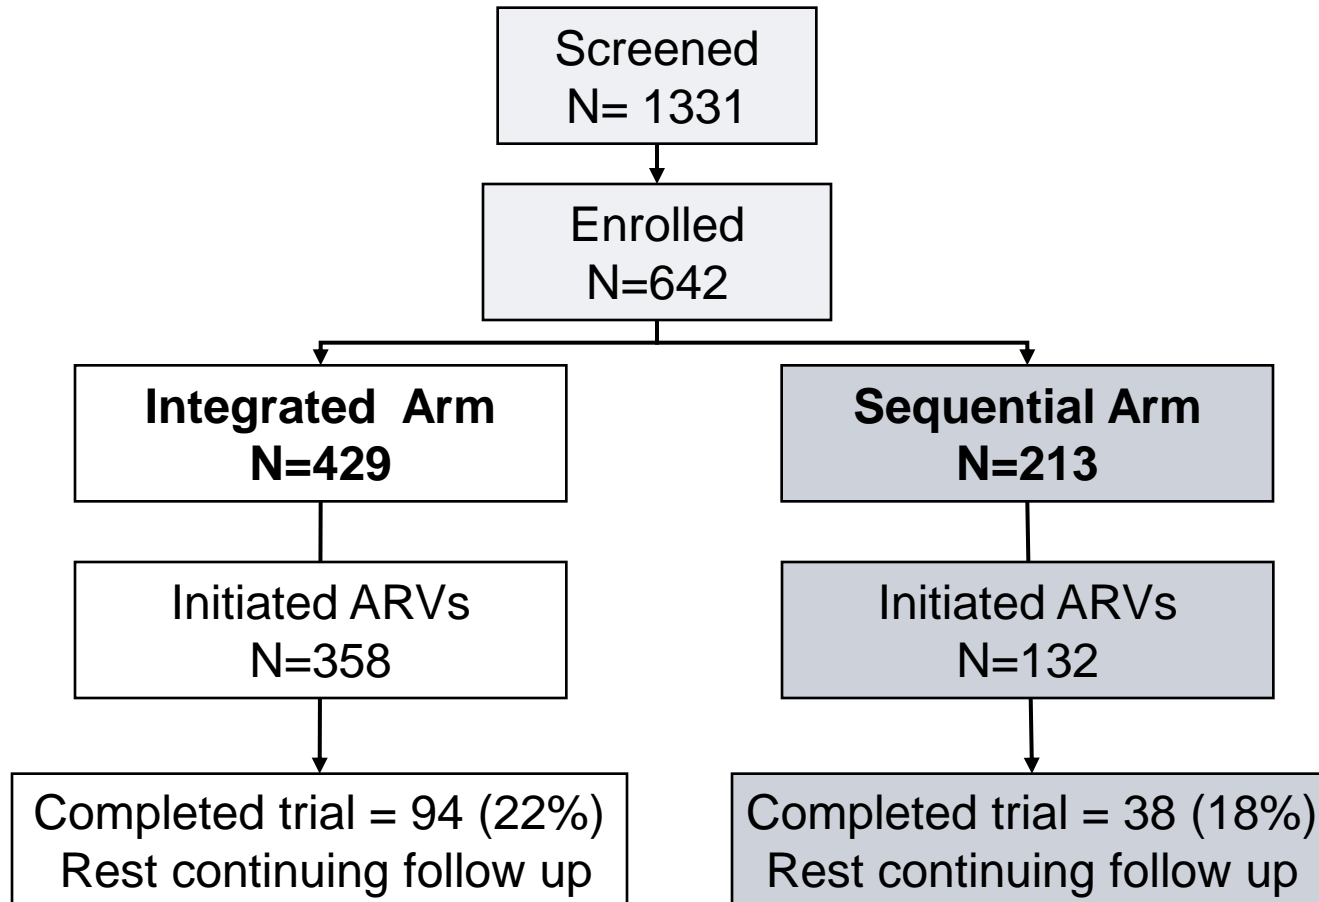 Screened
N= 1331
Enrolled
N=642
Integrated Arm
N=429
Sequential Arm
N=213
Initiated ARVs
N=358
Initiated ARVs
N=132
Completed trial = 94 (22%)
Rest continuing follow up
Completed trial = 38 (18%)
Rest continuing follow up